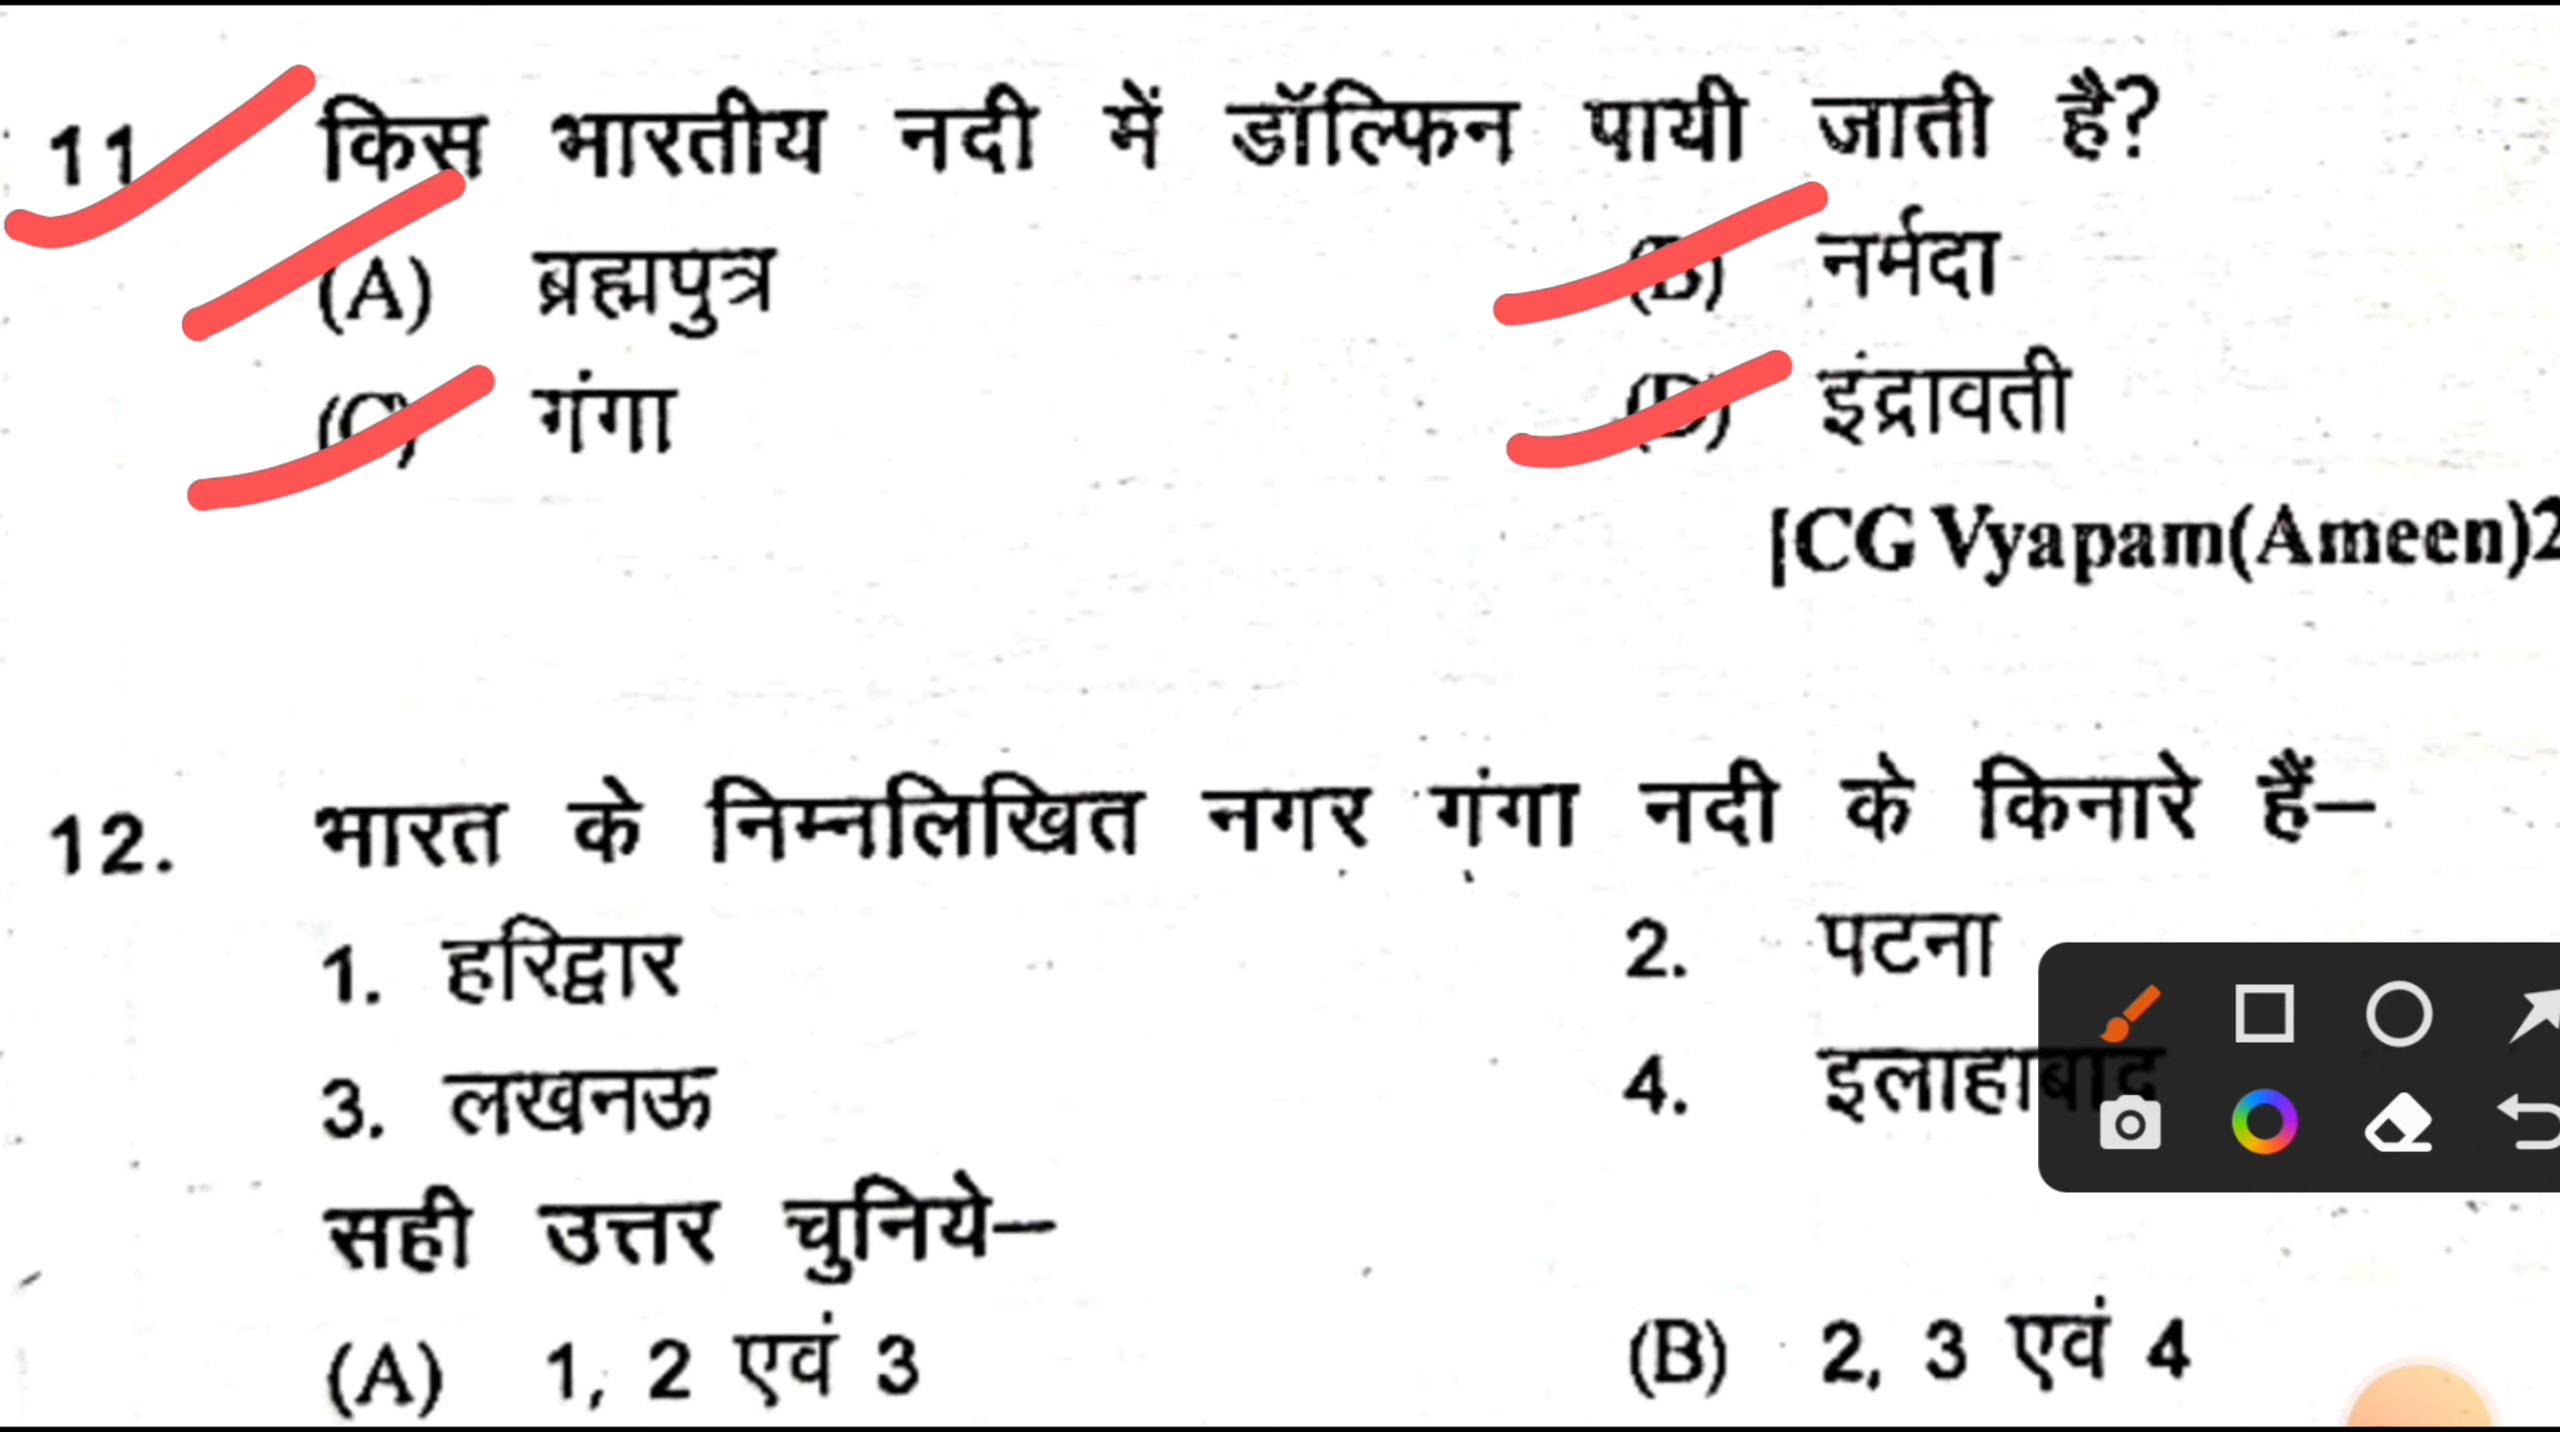 11 किस भारतीय नदी में डॉल्फिन पायी जाती है?
(A) ब्रह्मपुत्र (B) नर्मदा
(C) गंगा (D) इंद्रावती
[CG Vyapam(Ameen)2
12. भारत के निम्नलिखित नगर गंगा नदी के किनारे हैं–
1. हरिद्वार 2. पटना
3. लखनऊ 4. इलाहाबाद
सही उत्तर चुनिये–
(A) 1, 2 एवं 3 (B) 2, 3 एवं 4